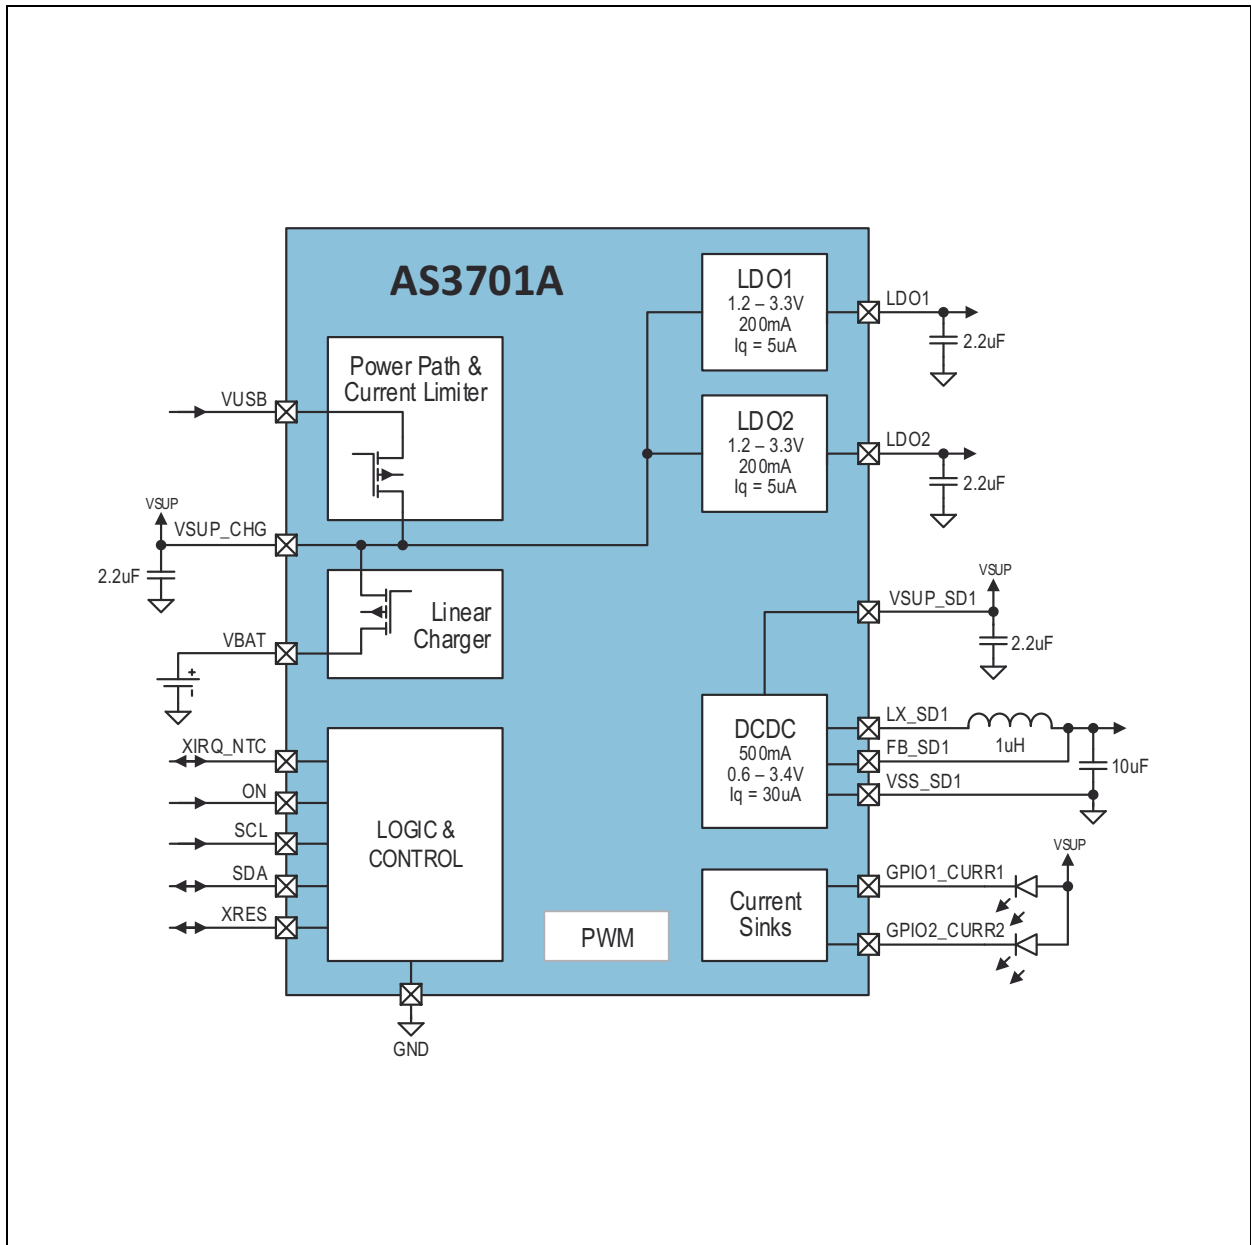 AS3701A
LDO1
1.2 – 3.3V
200mA
Iq = 5uA
LDO1
2.2uF
Power Path &
Current Limiter
VUSB
LDO2
1.2 – 3.3V
200mA
Iq = 5uA
LDO2
2.2uF
VSUP
VSUP_CHG
2.2uF
Linear
Charger
VBAT
+
-
VSUP
VSUP_SD1
2.2uF
DCDC
500mA
0.6 – 3.4V
Iq = 30uA
LX_SD1
1uH
FB_SD1
10uF
VSS_SD1
XIRQ_NTC
ON
SCL
SDA
XRES
LOGIC &
CONTROL
PWM
Current
Sinks
VSUP
GPIO1_CURR1
GPIO2_CURR2
GND